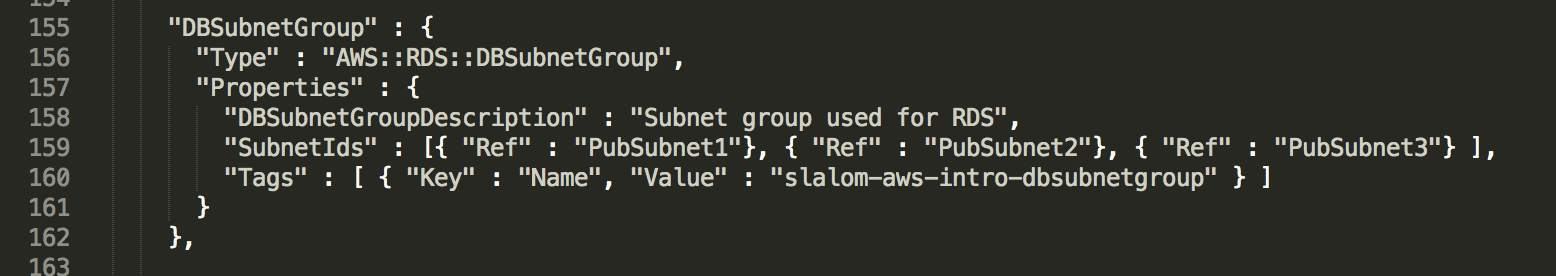 154
155 "DBSubnetGroup" : {
156 "Type" : "AWS::RDS::DBSubnetGroup",
157 "Properties" : {
158 "DBSubnetGroupDescription" : "Subnet group used for RDS",
159 "SubnetIds" : [{ "Ref" : "PubSubnet1"}, { "Ref" : "PubSubnet2"}, { "Ref" : "PubSubnet3"} ],
160 "Tags" : [ { "Key" : "Name", "Value" : "slalom-aws-intro-dbsubnetgroup" } ]
161 }
162 },
163